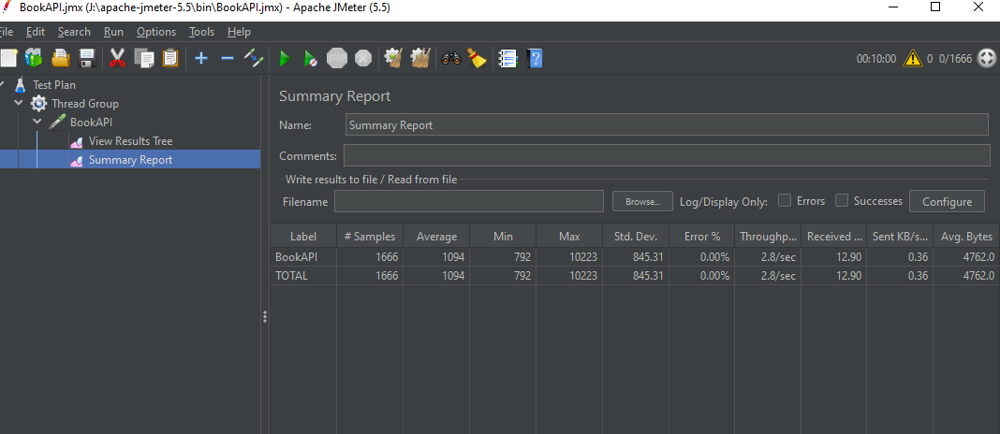 BookAPI.jmx (J:\apache-jmeter-5.5\bin\BookAPI.jmx) - Apache JMeter (5.5)
ile Edit Search Run Options Tools Help
STOP 00:10:00 0 0/1666
Test Plan
Thread Group
BookAPI
View Results Tree
Summary Report
Summary Report
Name: Summary Report
Comments:
Write results to file / Read from file
Filename Browse... Log/Display Only: Errors Successes Configure
Label # Samples Average Min Max Std. Dev. Error % Throughp... Received ... Sent KB/s... Avg. Bytes
BookAPI 1666 1094 792 10223 845.31 0.00% 2.8/sec 12.90 0.36 4762.0
TOTAL 1666 1094 792 10223 845.31 0.00% 2.8/sec 12.90 0.36 4762.0